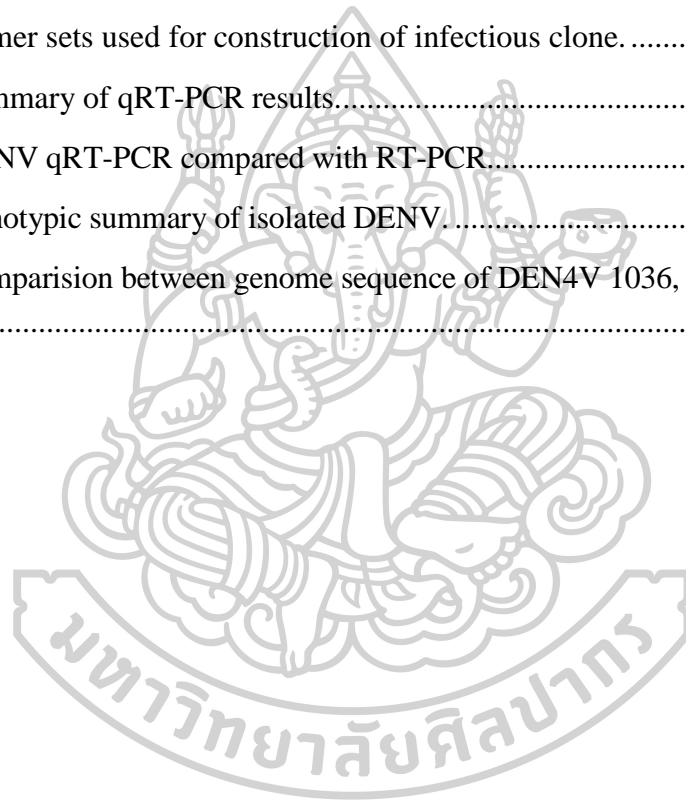 mer sets used for construction of infectious clone. .......
nmary of qRT-PCR results.............................................
NV qRT-PCR compared with RT-PCR..........................
notypic summary of isolated DENV. .............................
mparision between genome sequence of DEN4V 1036,
.........................................................................................
มหาวิทยาลัยศิลปากร